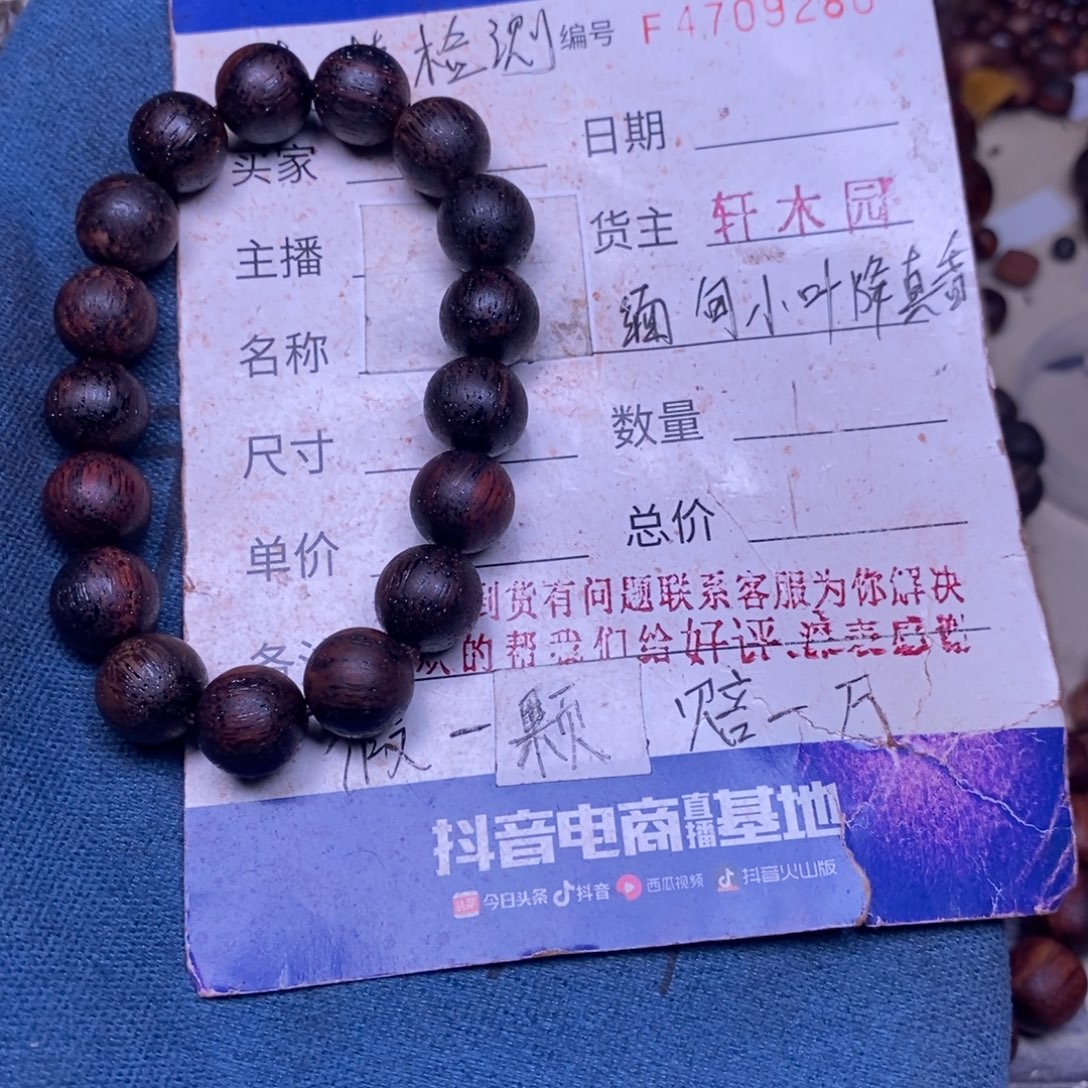 检测 编号 F4709286
买家 日期
主播 货主 轩木园
名称 缅甸小叶降真香
尺寸 数量
单价 总价
到货有问题联系客服为你解决
的帮我们给好评
假一颗 赔一万
抖音电商直播基地
头条 今日头条 抖音 西瓜视频 抖音火山版